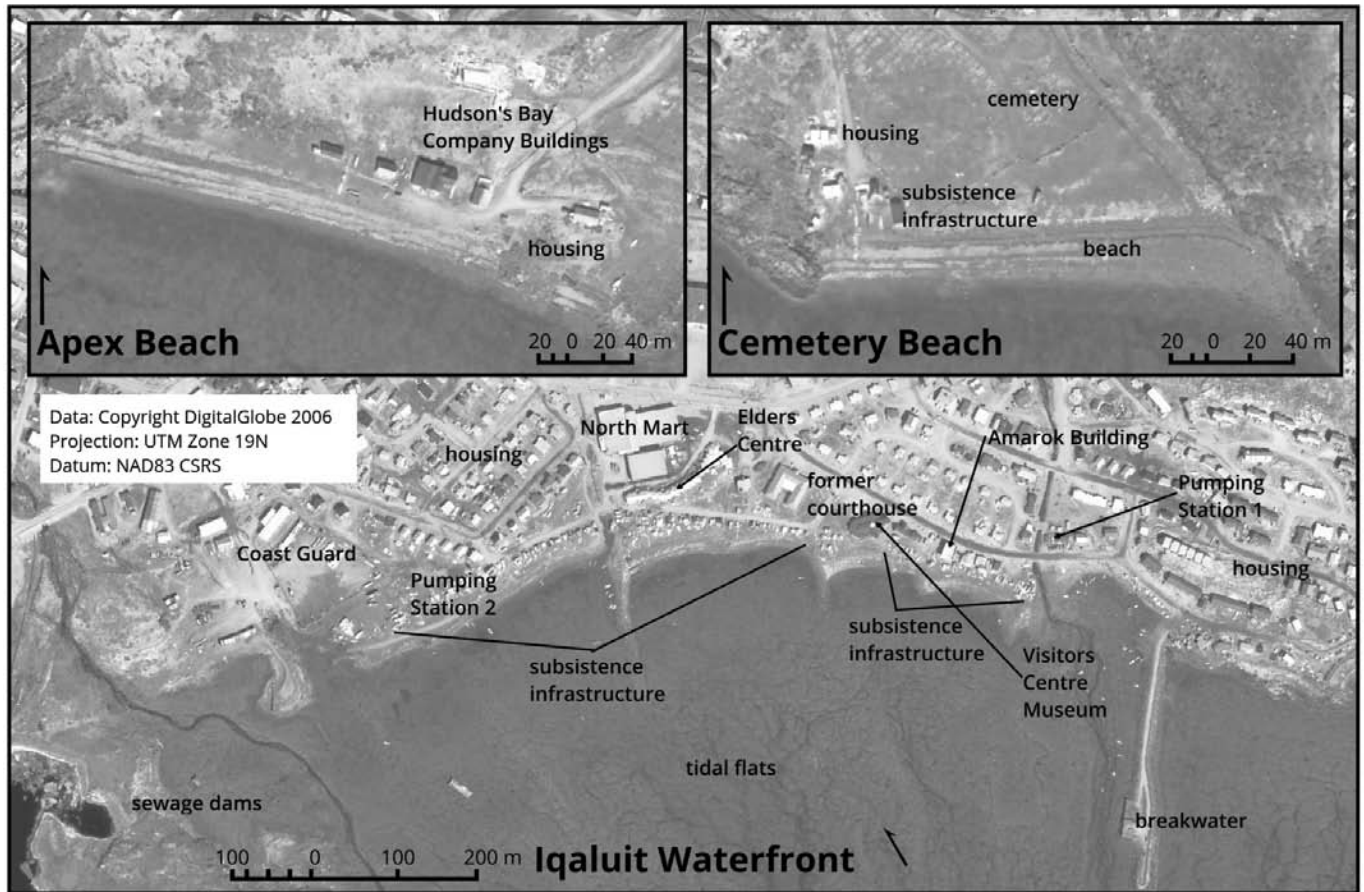 Hudson's Bay
Company Buildings
housing
Apex Beach
20 0 20 40 m
cemetery
housing
subsistence
infrastructure
beach
Cemetery Beach
20 0 20 40 m
Data: Copyright DigitalGlobe 2006
Projection: UTM Zone 19N
Datum: NAD83 CSRS
housing
North Mart
Elders
Centre
Amarok Building
former
courthouse
Pumping
Station 1
Coast Guard
Pumping
Station 2
housing
subsistence
infrastructure
subsistence
infrastructure
Visitors
Centre
Museum
tidal flats
sewage dams
breakwater
100 0 100 200 m
Iqaluit Waterfront